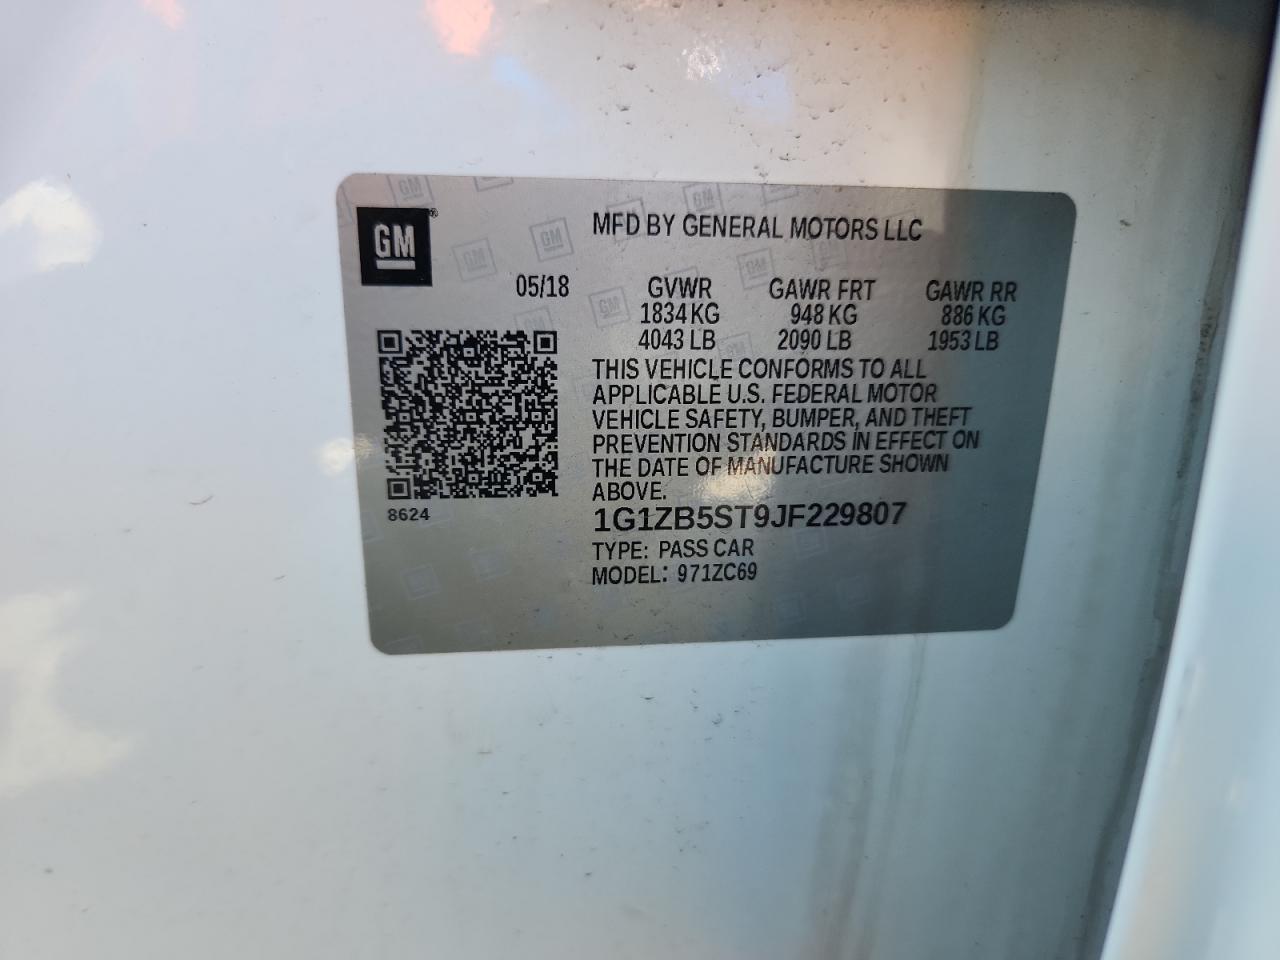 GM®
MFD BY GENERAL MOTORS LLC
05/18 GVWR GAWR FRT GAWR RR
1834 KG 948 KG 886 KG
4043 LB 2090 LB 1953 LB
THIS VEHICLE CONFORMS TO ALL
APPLICABLE U.S. FEDERAL MOTOR
VEHICLE SAFETY, BUMPER, AND THEFT
PREVENTION STANDARDS IN EFFECT ON
THE DATE OF MANUFACTURE SHOWN
ABOVE.
8624
1G1ZB5ST9JF229807
TYPE: PASS CAR
MODEL: 971ZC69